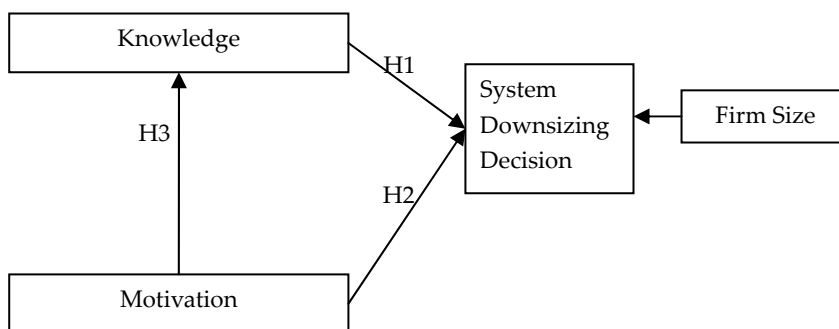 Knowledge
H1
System
Downsizing
Decision
Firm Size
H3
H2
Motivation